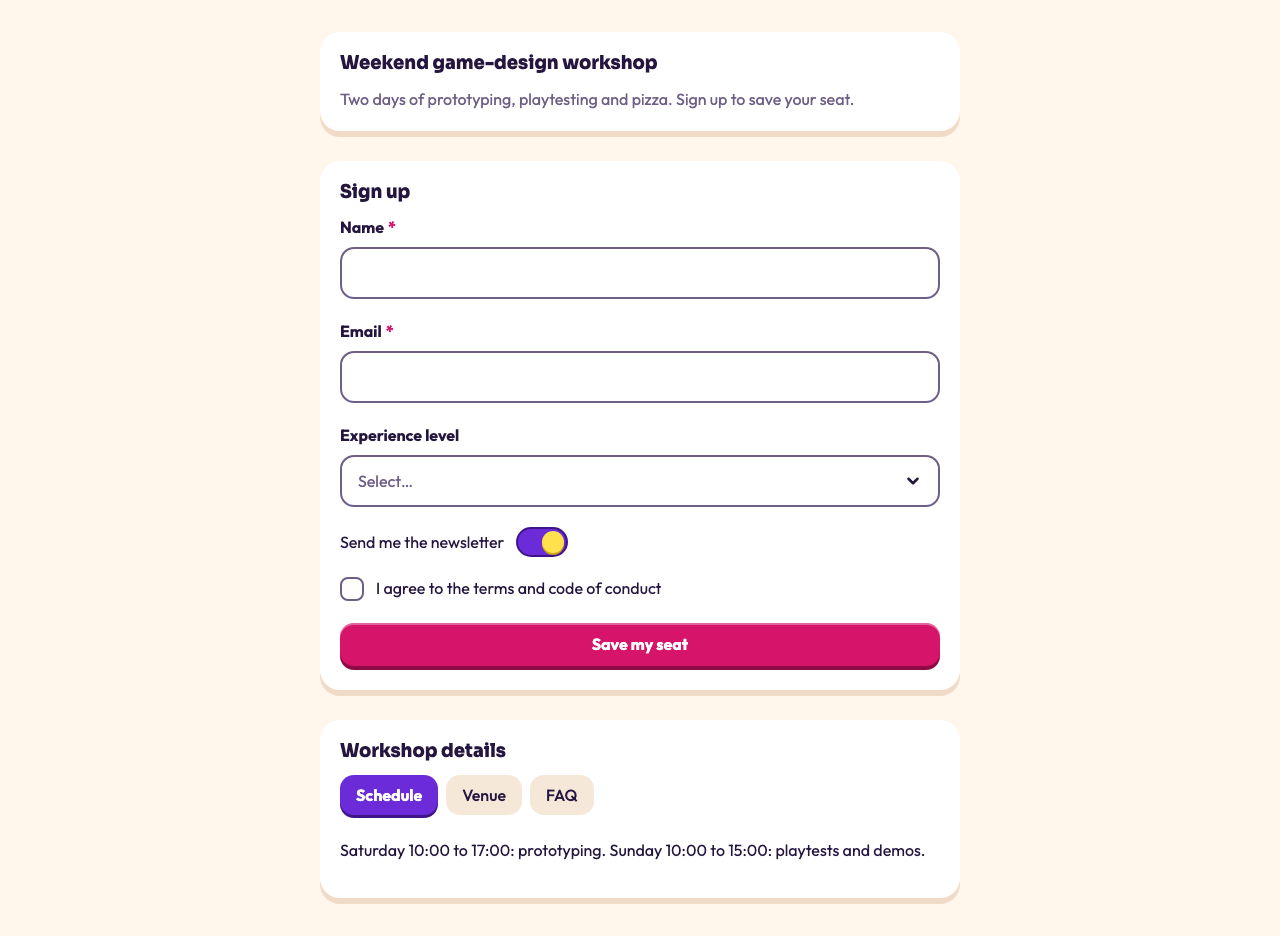 Weekend game-design workshop
Two days of prototyping, playtesting and pizza. Sign up to save your seat.
Sign up
Name *
Email *
Experience level
Select...
Send me the newsletter
I agree to the terms and code of conduct
Save my seat
Workshop details
Schedule Venue FAQ
Saturday 10:00 to 17:00: prototyping. Sunday 10:00 to 15:00: playtests and demos.